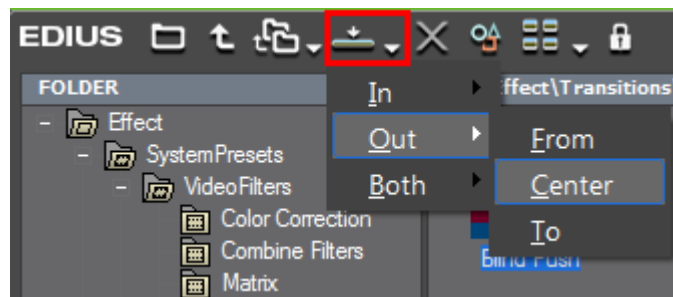 EDIUS
FOLDER
Effect\Transitions
Effect
SystemPresets
VideoFilters
Color Correction
Combine Filters
Matrix
In
Out
Both
From
Center
To
Blind Push